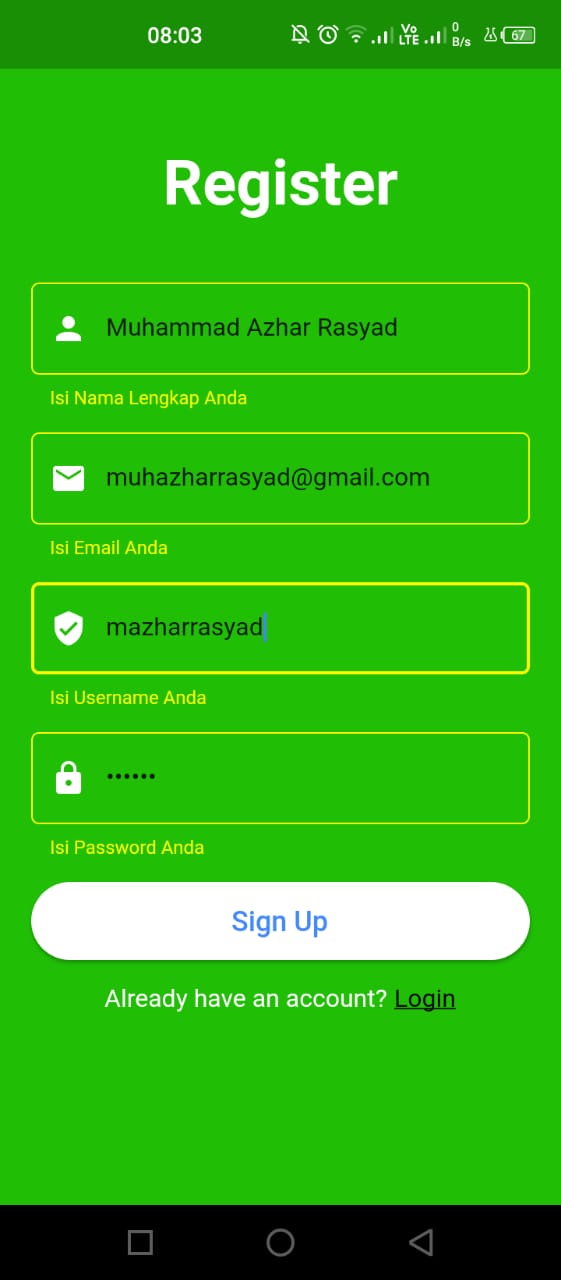 08:03
Vo
LTE
0
B/s
67
Register
Muhammad Azhar Rasyad
Isi Nama Lengkap Anda
muhazharrasyad@gmail.com
Isi Email Anda
mazharrasyad
Isi Username Anda
••••••
Isi Password Anda
Sign Up
Already have an account? Login